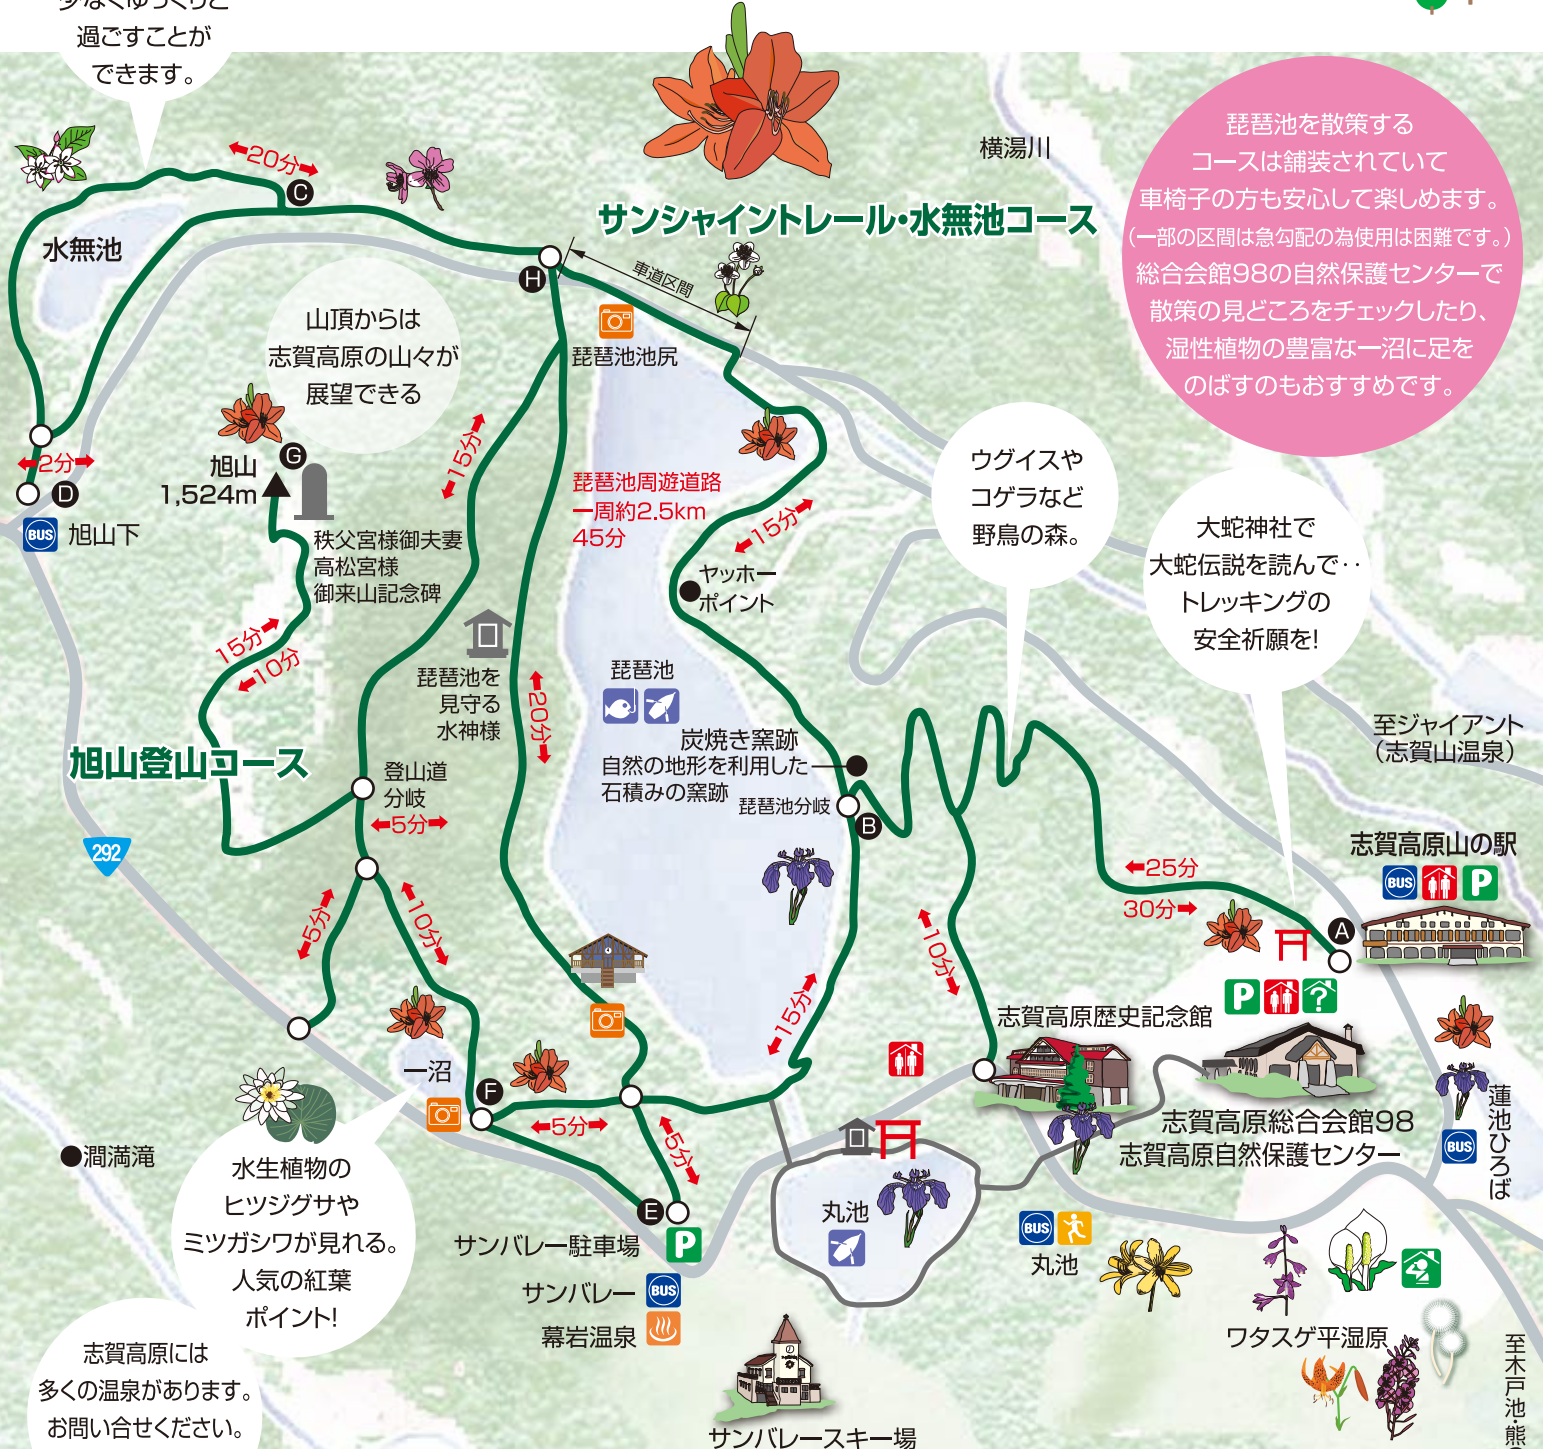 過ごすことが
できます。
20分
C
水無池
横湯川
サンシャイントレール・水無池コース
琵琶池を散策する
コースは舗装されていて
車椅子の方も安心して楽しめます。
(一部の区間は急勾配の為使用は困難です。)
総合会館98の自然保護センターで
散策の見どころをチェックしたり、
湿性植物の豊富な一沼に足を
のばすのもおすすめです。
H
車道区間
琵琶池池尻
山頂からは
志賀高原の山々が
展望できる
2分
D
BUS
旭山下
G
旭山
1,524m
秩父宮様御夫妻
高松宮様
御来山記念碑
15分
琵琶池周遊道路
一周約2.5km
45分
15分
ヤッホー
ポイント
ウグイスや
コゲラなど
野鳥の森。
大蛇神社で
大蛇伝説を読んで‥
トレッキングの
安全祈願を!
15分
10分
琵琶池を
見守る
水神様
20分
琵琶池
炭焼き窯跡
自然の地形を利用した
石積みの窯跡
琵琶池分岐
B
至ジャイアント
(志賀山温泉)
旭山登山コース
登山道
分岐
5分
292
5分
10分
志賀高原山の駅
BUS
P
25分
30分
A
10分
15分
P
?
志賀高原歴史記念館
志賀高原総合会館98
志賀高原自然保護センター
蓮池ひろば
BUS
一沼
F
5分
5分
E
P
サンバレー駐車場
サンバレー
BUS
幕岩温泉
●澗満滝
水生植物の
ヒツジグサや
ミツガシワが見れる。
人気の紅葉
ポイント!
志賀高原には
多くの温泉があります。
お問い合せください。
丸池
BUS
丸池
ワタスゲ平湿原
サンバレースキー場
至木戸池・熊